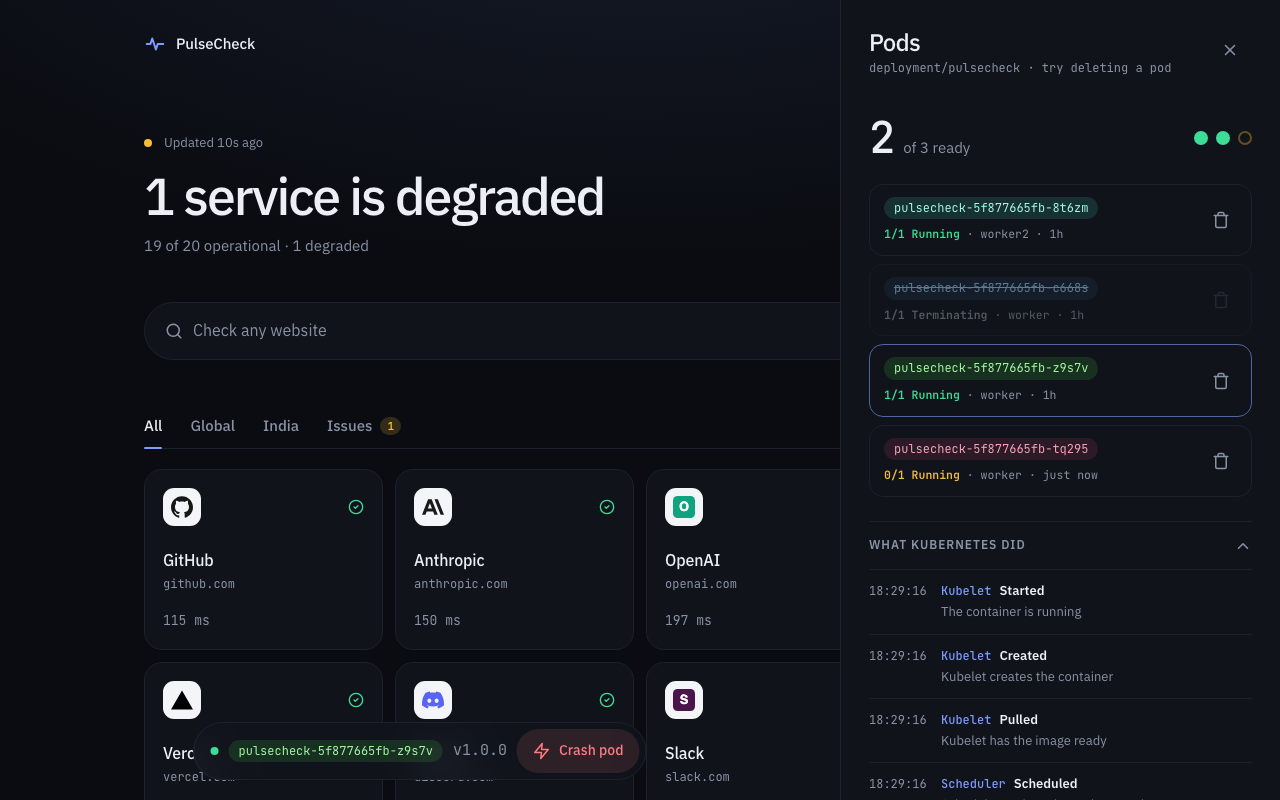 PulseCheck
Updated 10s ago
1 service is degraded
19 of 20 operational · 1 degraded
Check any website
All Global India Issues 1
GitHub
github.com
115 ms
Anthropic
anthropic.com
150 ms
O
OpenAI
openai.com
197 ms
Verc
vercel.com
S
Slack
slack.com
pulsecheck-5f877665fb-z9s7v v1.0.0 Crash pod
Pods
deployment/pulsecheck · try deleting a pod
2 of 3 ready
pulsecheck-5f877665fb-8t6zm
1/1 Running · worker2 · 1h
pulsecheck-5f877665fb-c668s
1/1 Terminating · worker · 1h
pulsecheck-5f877665fb-z9s7v
1/1 Running · worker · 1h
pulsecheck-5f877665fb-tq295
0/1 Running · worker · just now
WHAT KUBERNETES DID
18:29:16 Kubelet Started
The container is running
18:29:16 Kubelet Created
Kubelet creates the container
18:29:16 Kubelet Pulled
Kubelet has the image ready
18:29:16 Scheduler Scheduled